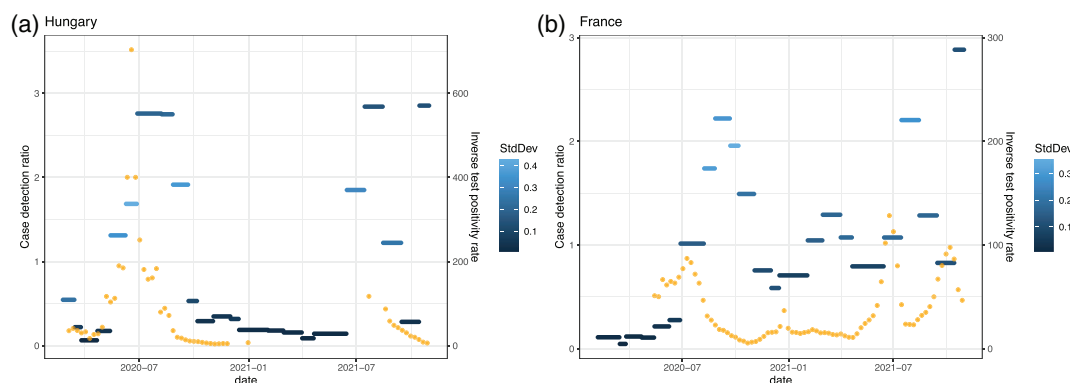 (a) Hungary
Case detection ratio
3
2
1
0
600
400
200
0
Inverse test positivity rate
2020−07
2021−01
2021−07
date
StdDev
0.4
0.3
0.2
0.1
(b) France
Case detection ratio
3
2
1
0
300
200
100
0
Inverse test positivity rate
2020−07
2021−01
2021−07
date
StdDev
0.3
0.2
0.1